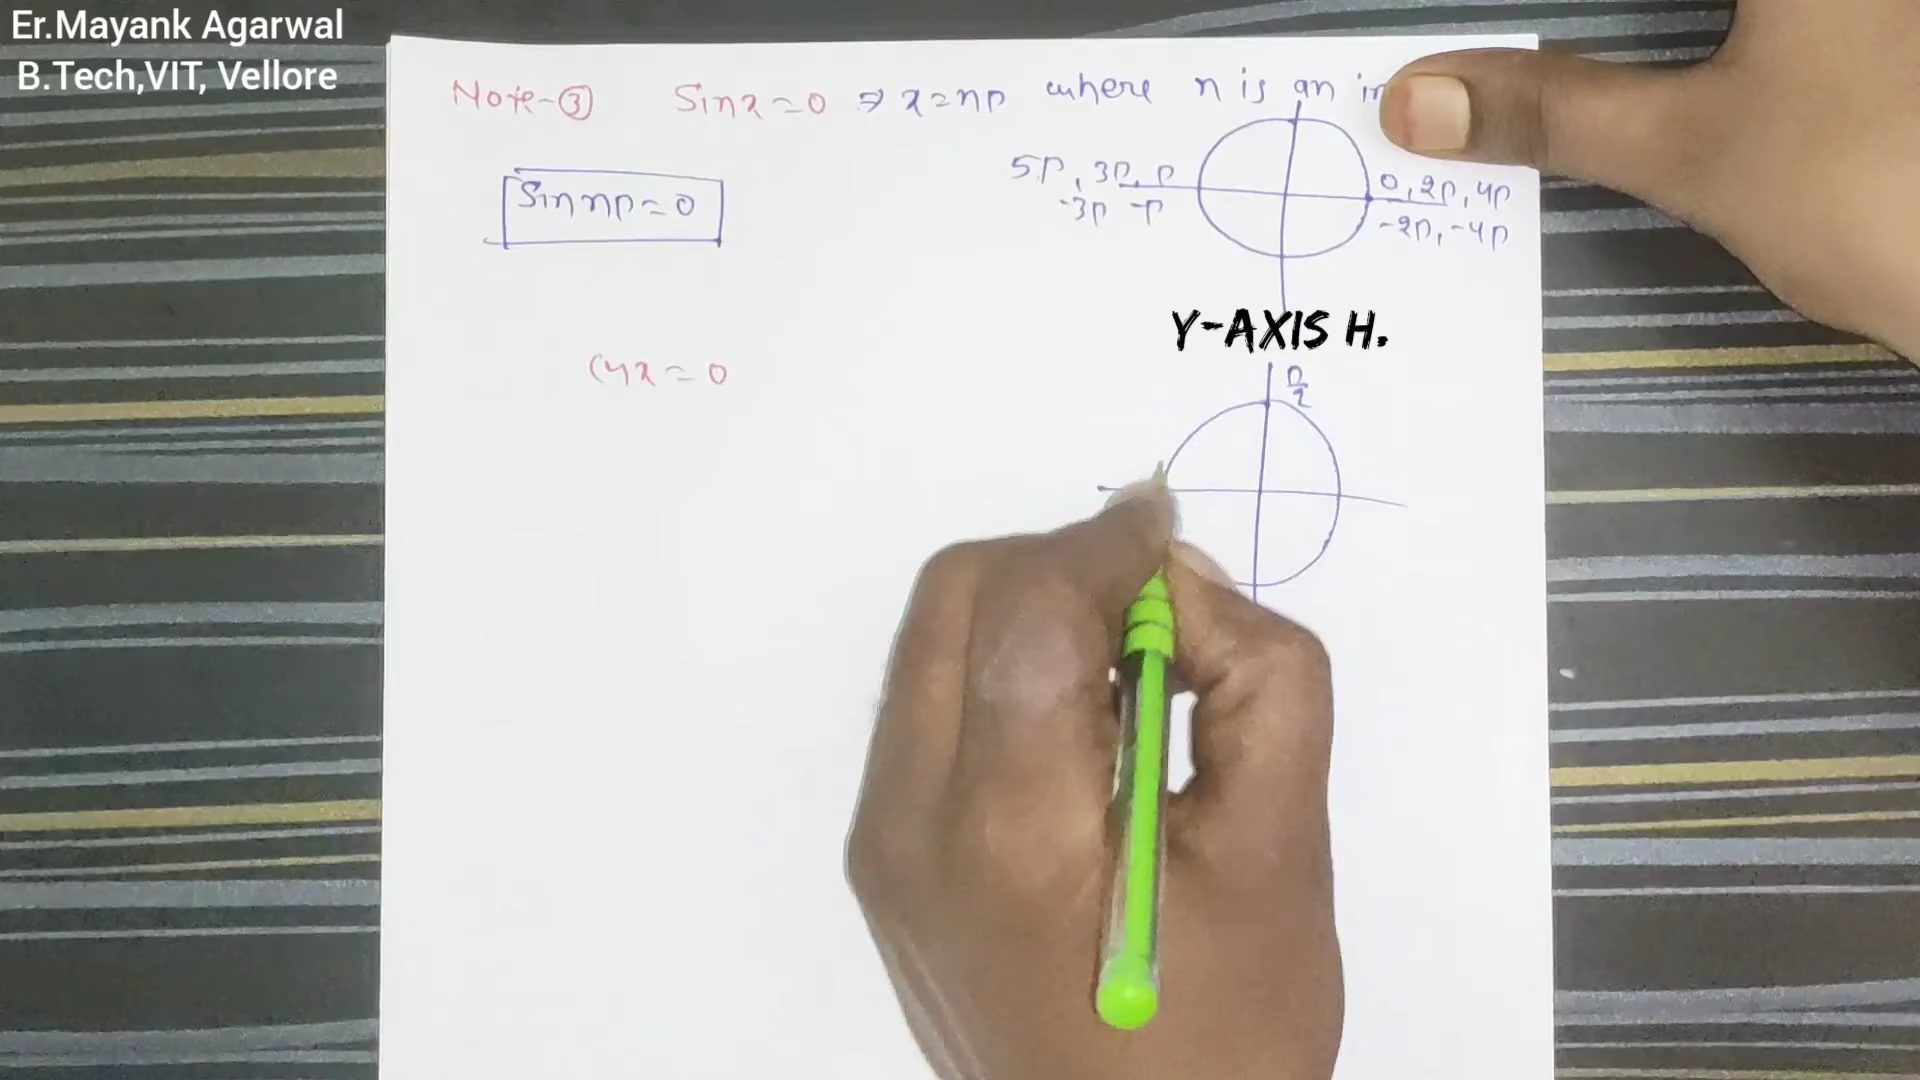 Er.Mayank Agarwal
B.Tech,VIT, Vellore
Note-③ Sinx=0 ⇒ x=nπ where n is an in
5π, 3π, π
-3π -π
0, 2π, 4π
-2π, -4π
Sin nπ = 0
Y-AXIS H.
Cosx = 0
π/2